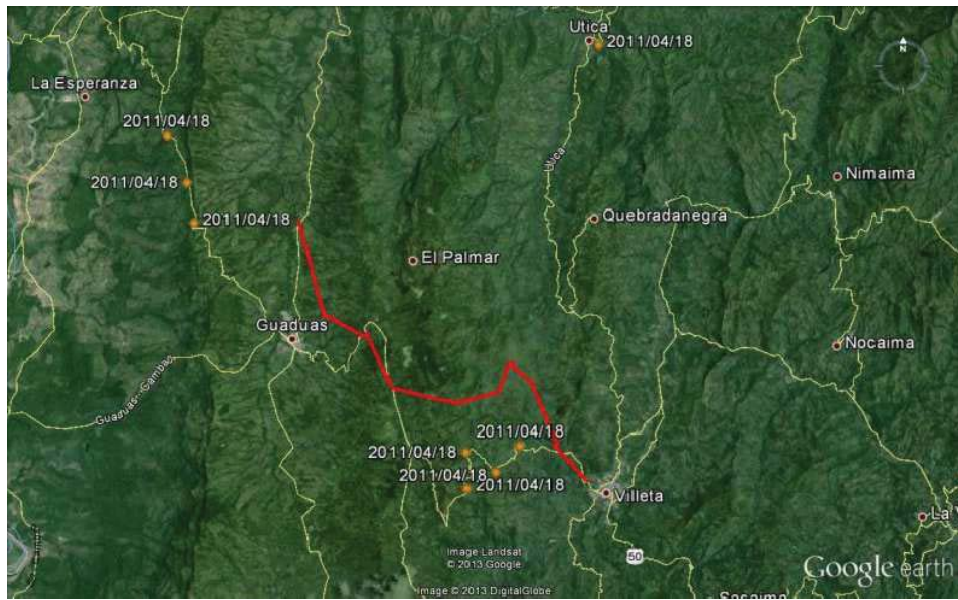 Utica
2011/04/18
N
La Esperanza
2011/04/18
2011/04/18
2011/04/18
Utica
Nimaima
Quebradanegra
El Palmar
Guaduas
Nocaima
2011/04/18
2011/04/18
2011/04/18
2011/04/18
Villeta
50
Image Landsat
© 2013 Google
Image © 2013 DigitalGlobe
Google earth